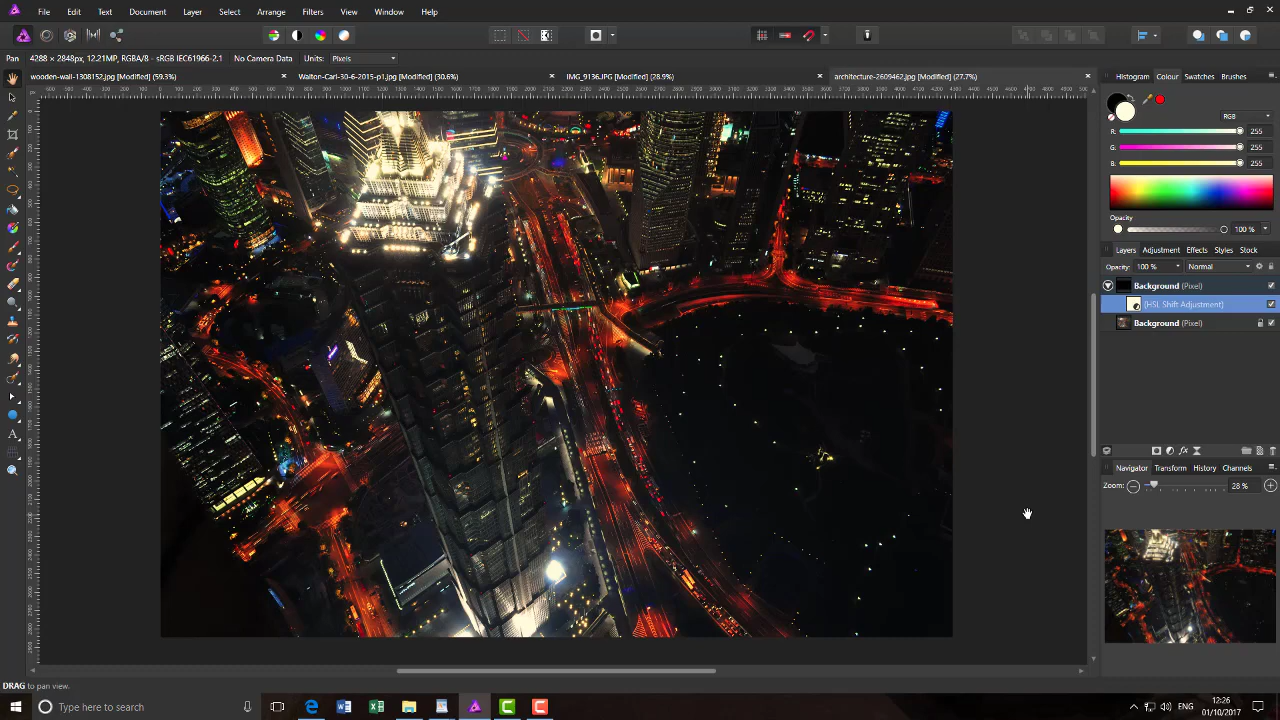 File Edit Text Document Layer Select Arrange Filters View Window Help
Pan 4288 × 2848px, 12.21MP, RGBA/8 - sRGB IEC61966-2.1 No Camera Data Units: Pixels
wooden-wall-1308152.jpg [Modified] (59.3%) Walton-Carl-30-6-2015-p1.jpg [Modified] (30.6%) IMG_9136.JPG [Modified] (28.9%) architecture-2609462.jpg [Modified] (27.7%)
Histogram Colour Swatches Brushes
RGB
R: 255
G: 255
B: 255
Opacity
100 %
Layers Adjustment Effects Styles Stock
Opacity: 100 % Normal
Background (Pixel)
(HSL Shift Adjustment)
Background (Pixel)
Navigator Transform History Channels
Zoom: 28 %
DRAG to pan view.
Type here to search
ENG
12:26
01/10/2017